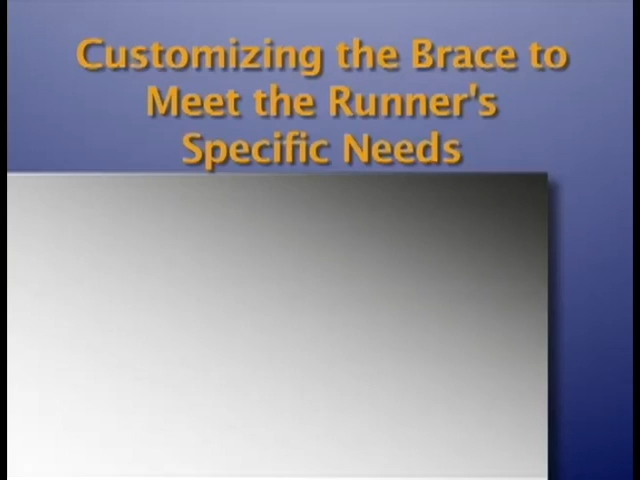 Customizing the Brace to
Meet the Runner's
Specific Needs